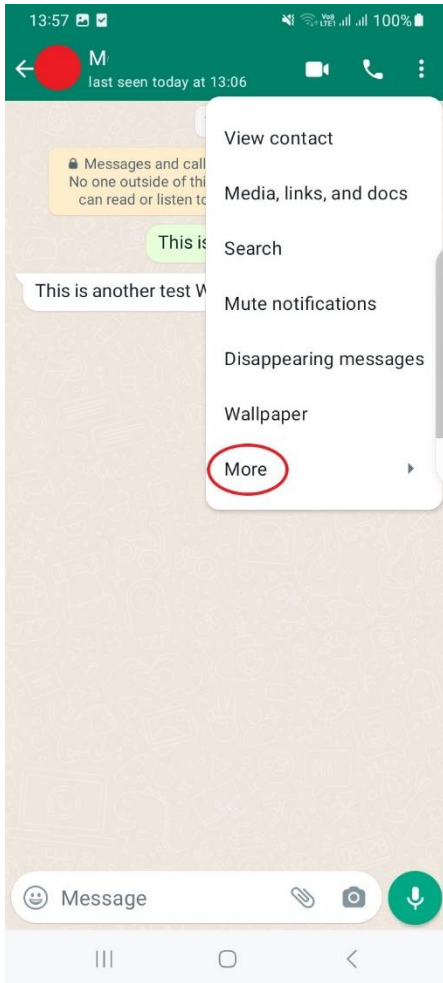 13:57 100%
M
last seen today at 13:06
View contact
Messages and call
No one outside of thi
can read or listen to
Media, links, and docs
This is
Search
This is another test W
Mute notifications
Disappearing messages
Wallpaper
More
Message